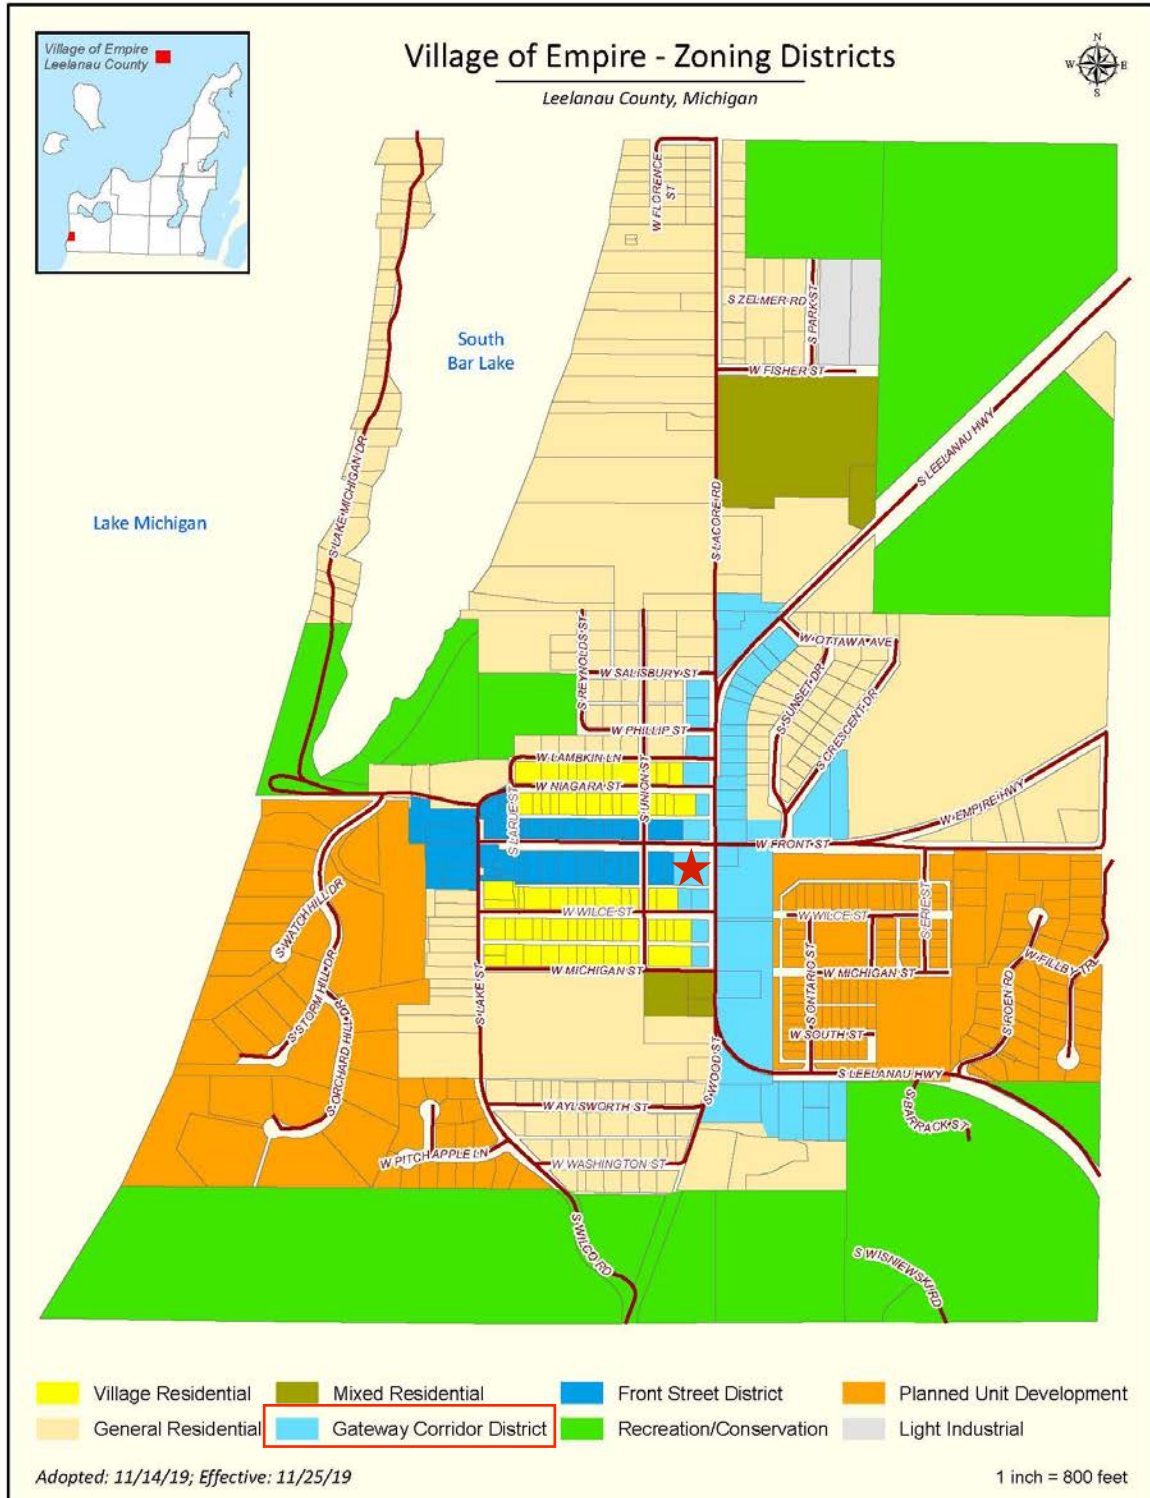 Village of Empire
Leelanau County
Village of Empire - Zoning Districts
Leelanau County, Michigan
N
W E
S
W FLORENCE ST
S ZELMER RD
S PARK ST
W FISHER ST
South
Bar Lake
S LEELANAU HWY
S LAKE MICHIGAN DR
S LACORE RD
Lake Michigan
S REYNOLDS ST
W OTTAWA AVE
W SALISBURY ST
S SUNSET DR
S CRESCENT DR
W PHILLIP ST
W LAMBKIN LN
S UNION ST
W NIAGARA ST
S LARUE ST
W EMPIRE HWY
W FRONT ST
S WATCH HILL DR
W WILCE ST
W WILCE ST
S ERIE ST
W FILLBY TRL
W MICHIGAN ST
W MICHIGAN ST
S ONTARIO ST
S ROEN RD
S LAKE ST
S STORM HILL DR
S ORCHARD HILL DR
W SOUTH ST
S WOOD ST
S LEELANAU HWY
W AYLSWORTH ST
S BARRACK ST
W PITCHAPPLE LN
W WASHINGTON ST
S WILCO RD
S WISNIEWSKI RD
Village Residential
Mixed Residential
Front Street District
Planned Unit Development
General Residential
Gateway Corridor District
Recreation/Conservation
Light Industrial
Adopted: 11/14/19; Effective: 11/25/19
1 inch = 800 feet